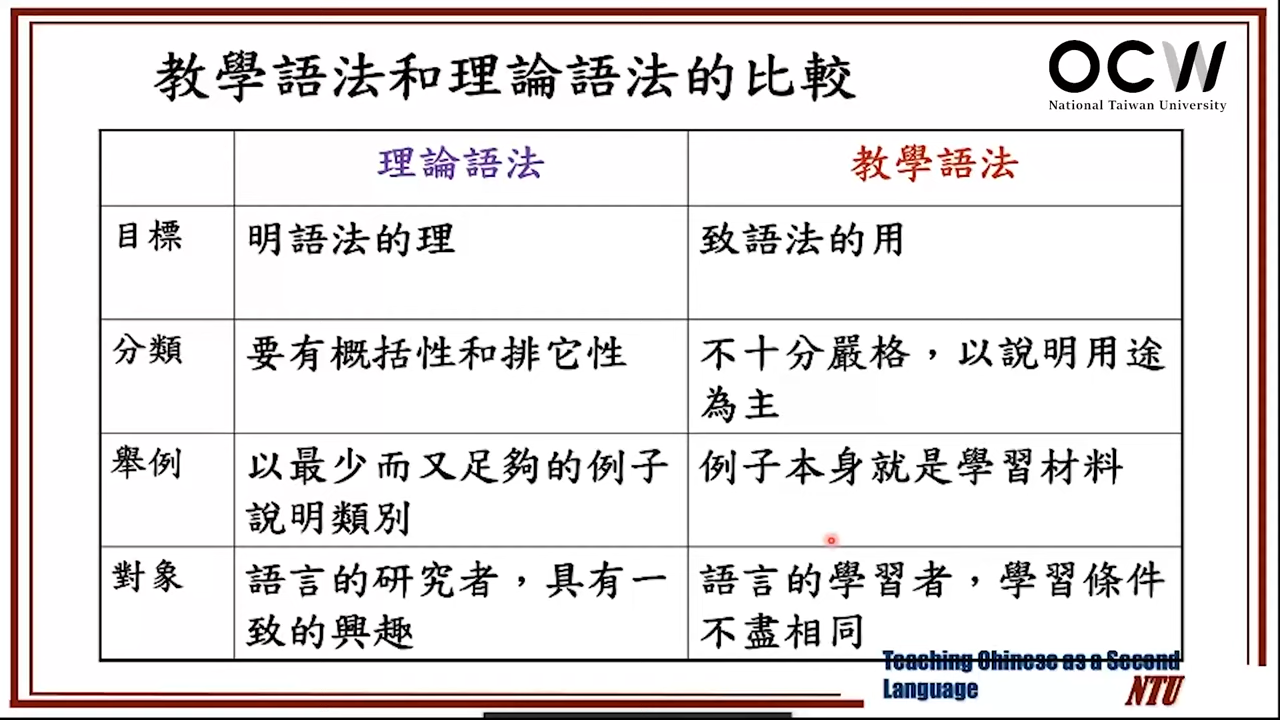 教學語法和理論語法的比較
OCW
National Taiwan University
理論語法
教學語法
目標
明語法的理
致語法的用
分類
要有概括性和排它性
不十分嚴格，以說明用途
為主
舉例
以最少而又足夠的例子
說明類別
例子本身就是學習材料
對象
語言的研究者，具有一
致的興趣
語言的學習者，學習條件
不盡相同
Teaching Chinese as a Second
Language
NTU